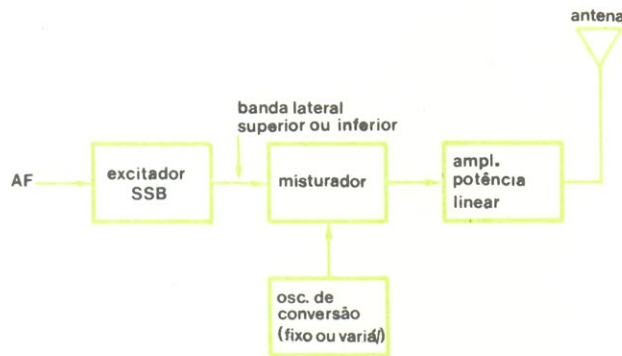 antena
banda lateral
superior ou inferior
AF
excitador
SSB
misturador
ampl.
potência
linear
osc. de
conversão
(fixo ou variá/)